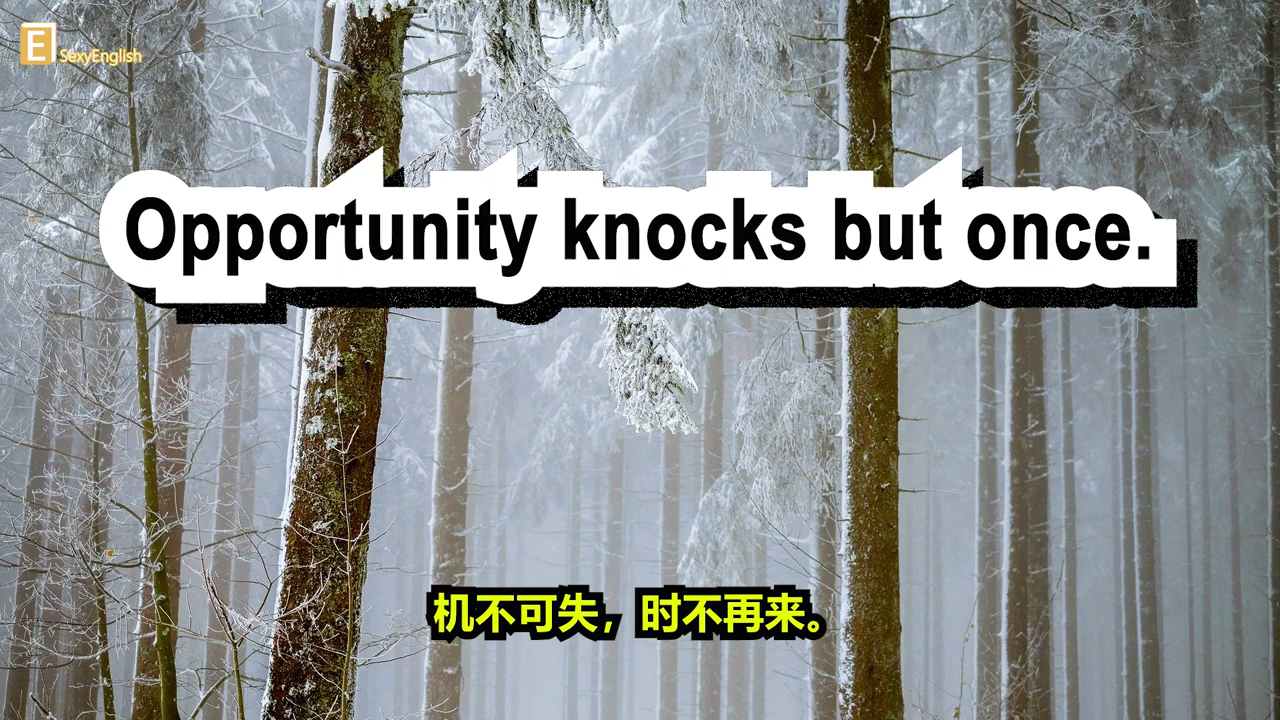 E
SexyEnglish
Opportunity knocks but once.
机不可失，时不再来。